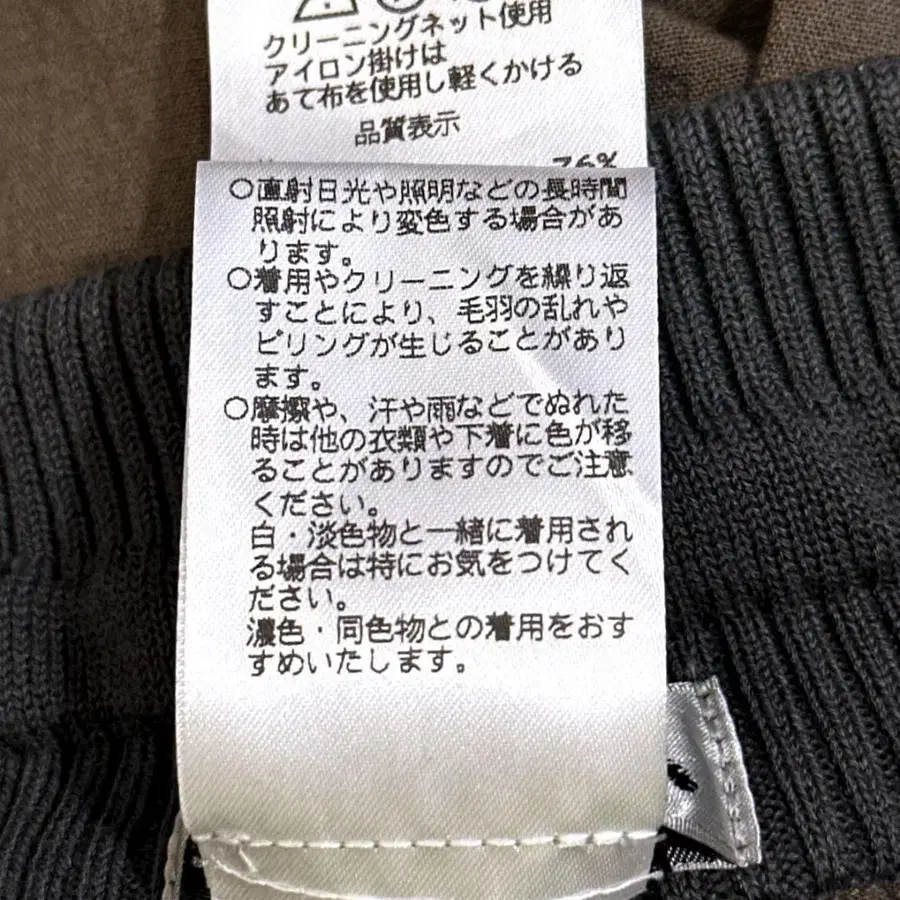 クリーニングネット使用
アイロン掛けは
あて布を使用し軽くかける
品質表示
76%
○直射日光や照明などの長時間
照射により変色する場合があ
ります。
○着用やクリーニングを繰り返
すことにより、毛羽の乱れや
ピリングが生じることがあり
ます。
○摩擦や、汗や雨などでぬれた
時は他の衣類や下着に色が移
ることがありますのでご注意
ください。
白・淡色物と一緒に着用され
る場合は特にお気をつけてく
ださい。
濃色・同色物との着用をおす
すめいたします。